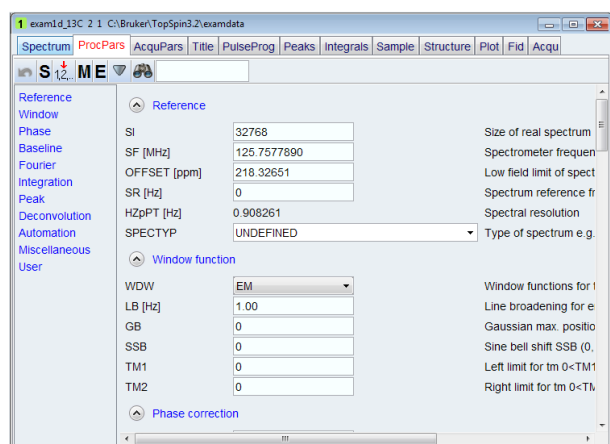 1 exam1d_13C 2 1 C:\Bruker\TopSpin3.2\examdata
Spectrum ProcPars AcquPars Title PulseProg Peaks Integrals Sample Structure Plot Fid Acqu
S 1,2,.. M E
Reference
Window
Phase
Baseline
Fourier
Integration
Peak
Deconvolution
Automation
Miscellaneous
User
Reference
SI 32768 Size of real spectrum
SF [MHz] 125.7577890 Spectrometer frequen
OFFSET [ppm] 218.32651 Low field limit of spect
SR [Hz] 0 Spectrum reference fr
HZpPT [Hz] 0.908261 Spectral resolution
SPECTYP UNDEFINED Type of spectrum e.g.
Window function
WDW EM Window functions for t
LB [Hz] 1.00 Line broadening for e
GB 0 Gaussian max. positio
SSB 0 Sine bell shift SSB (0,
TM1 0 Left limit for tm 0<TM1
TM2 0 Right limit for tm 0<TM
Phase correction